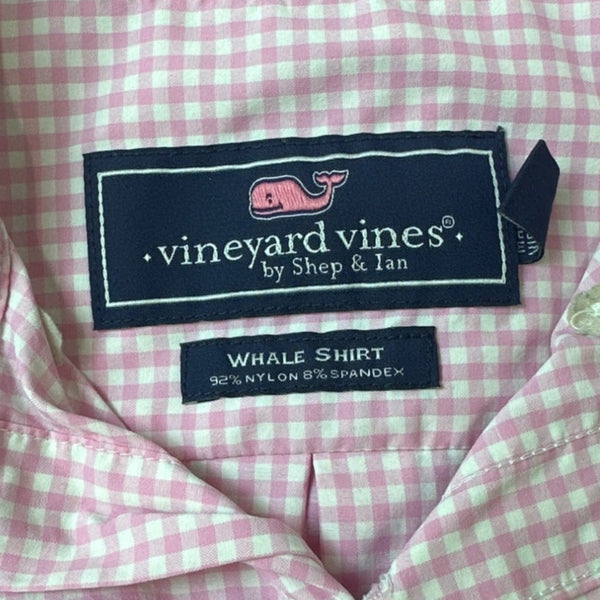 vineyard vines®
by Shep & Ian
WHALE SHIRT
92% NYLON 8% SPANDEX